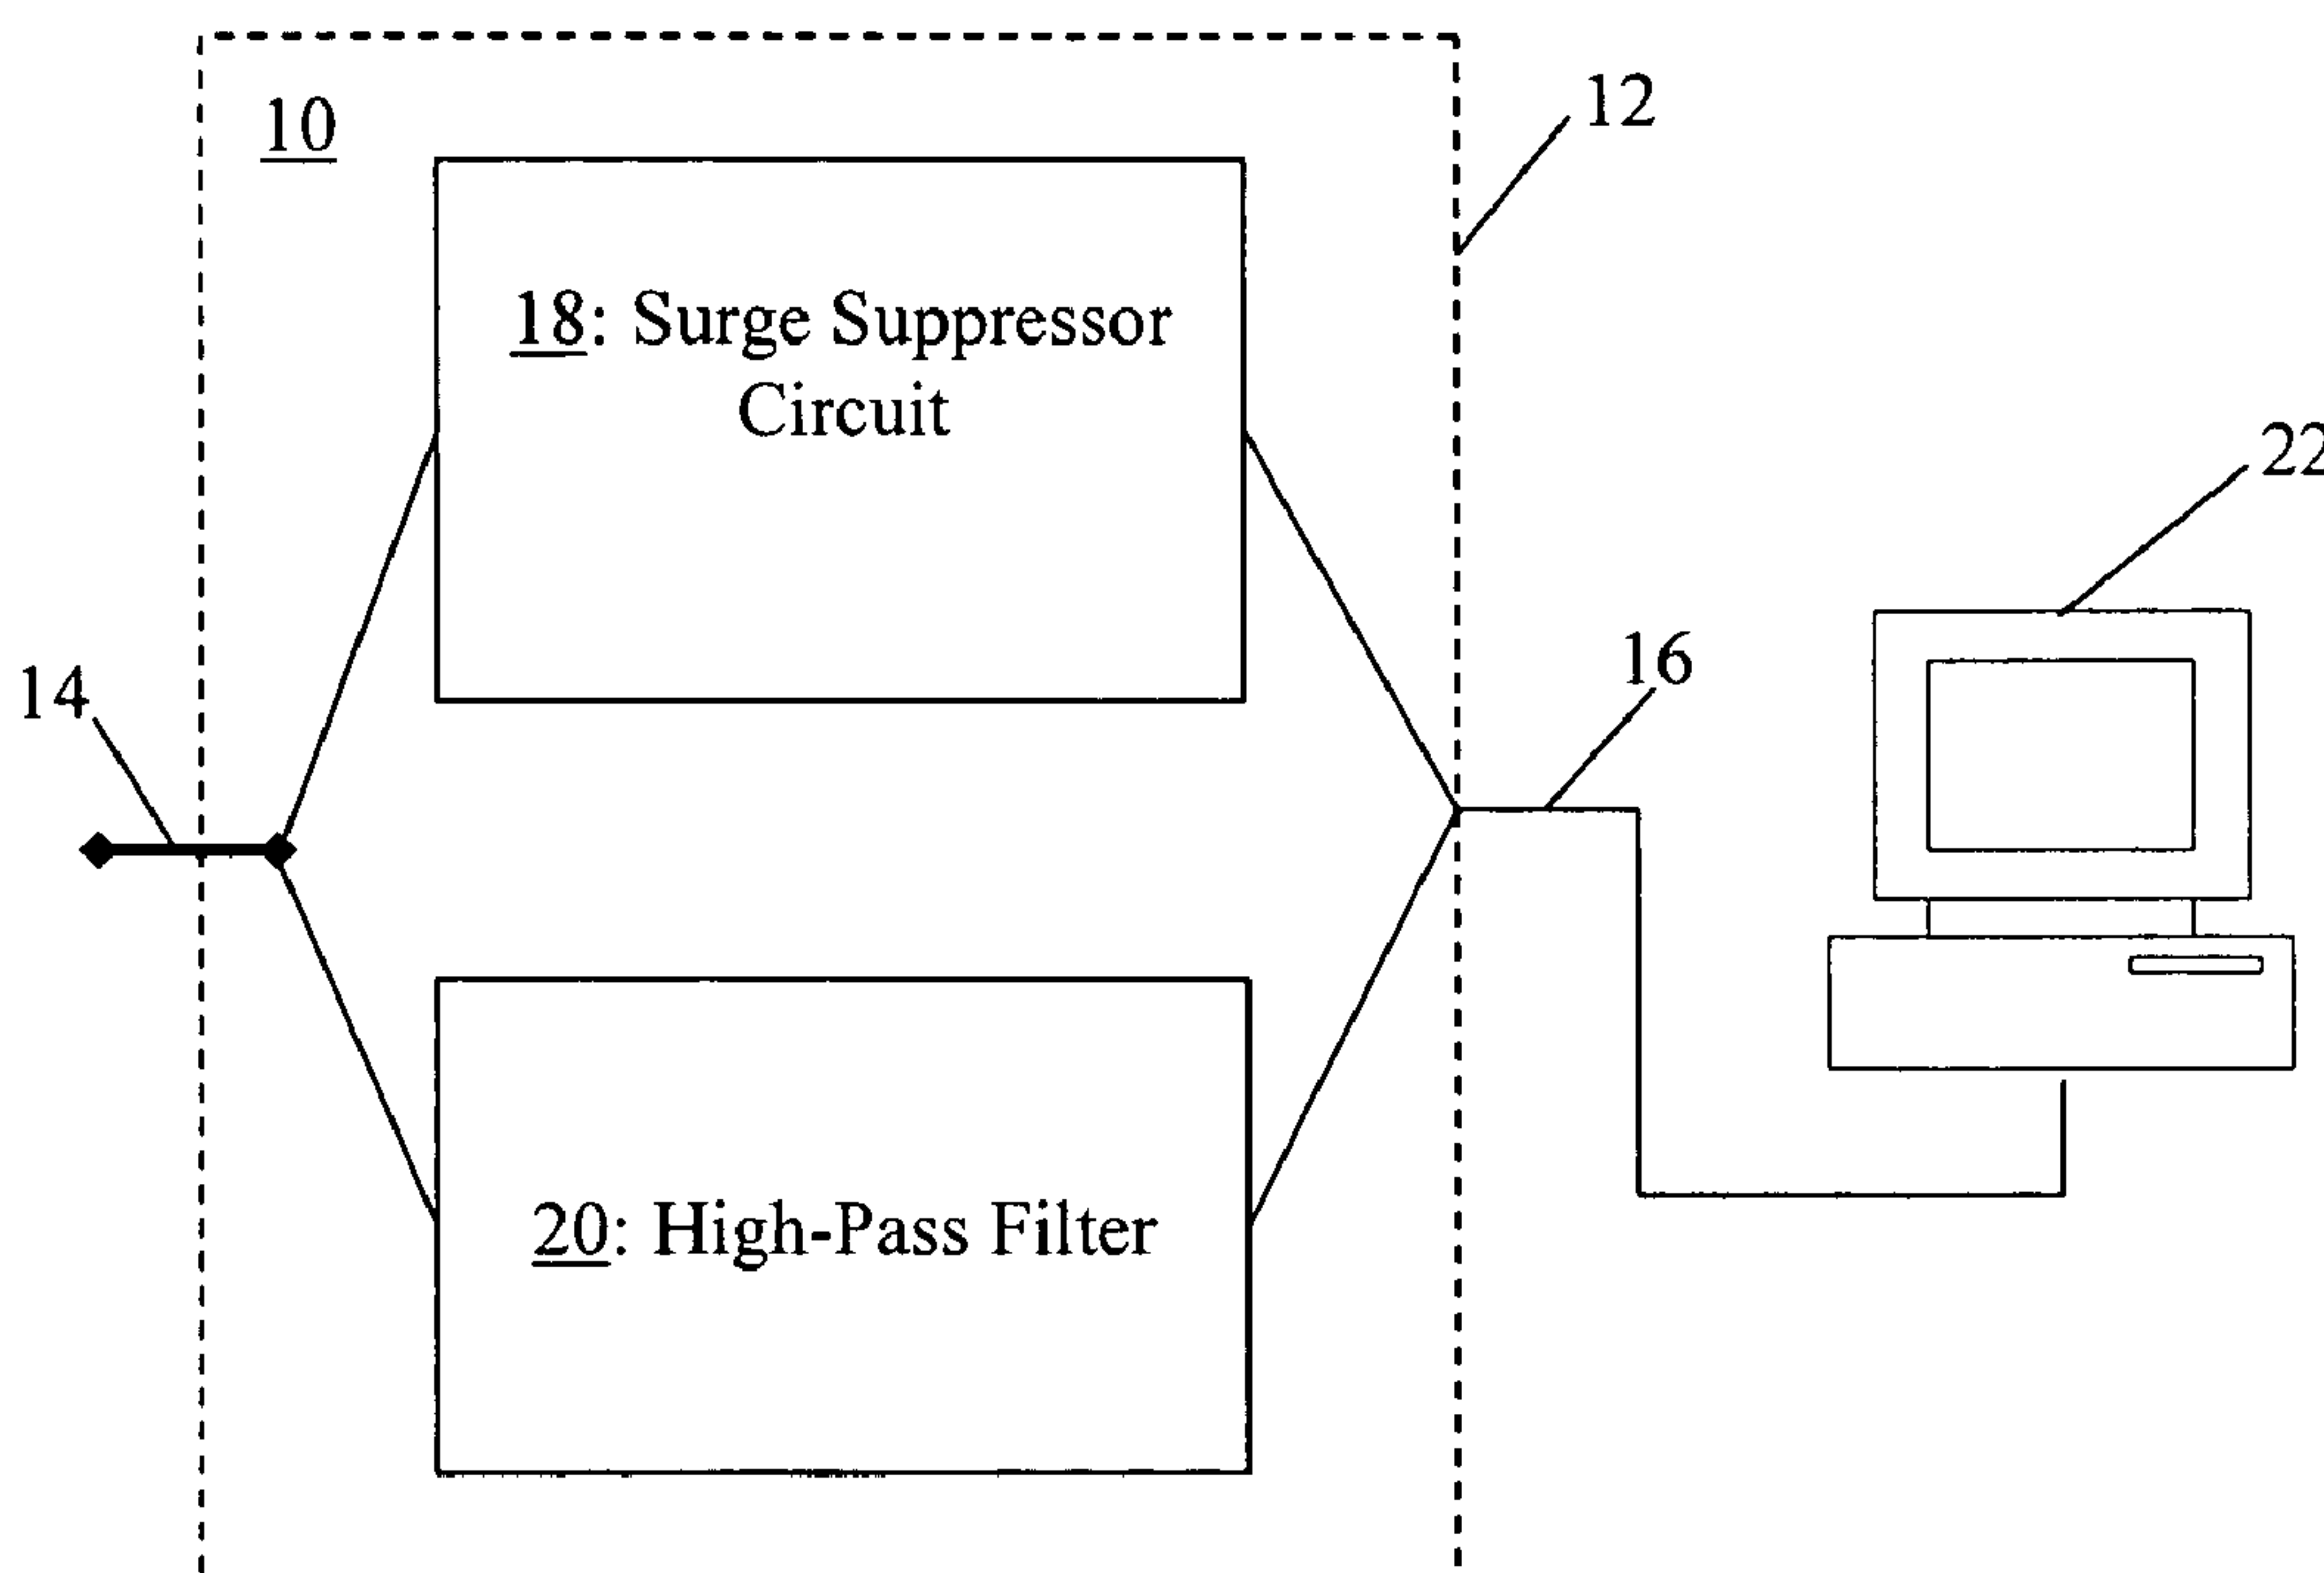 10
12
18: Surge Suppressor
Circuit
22
16
14
20: High-Pass Filter